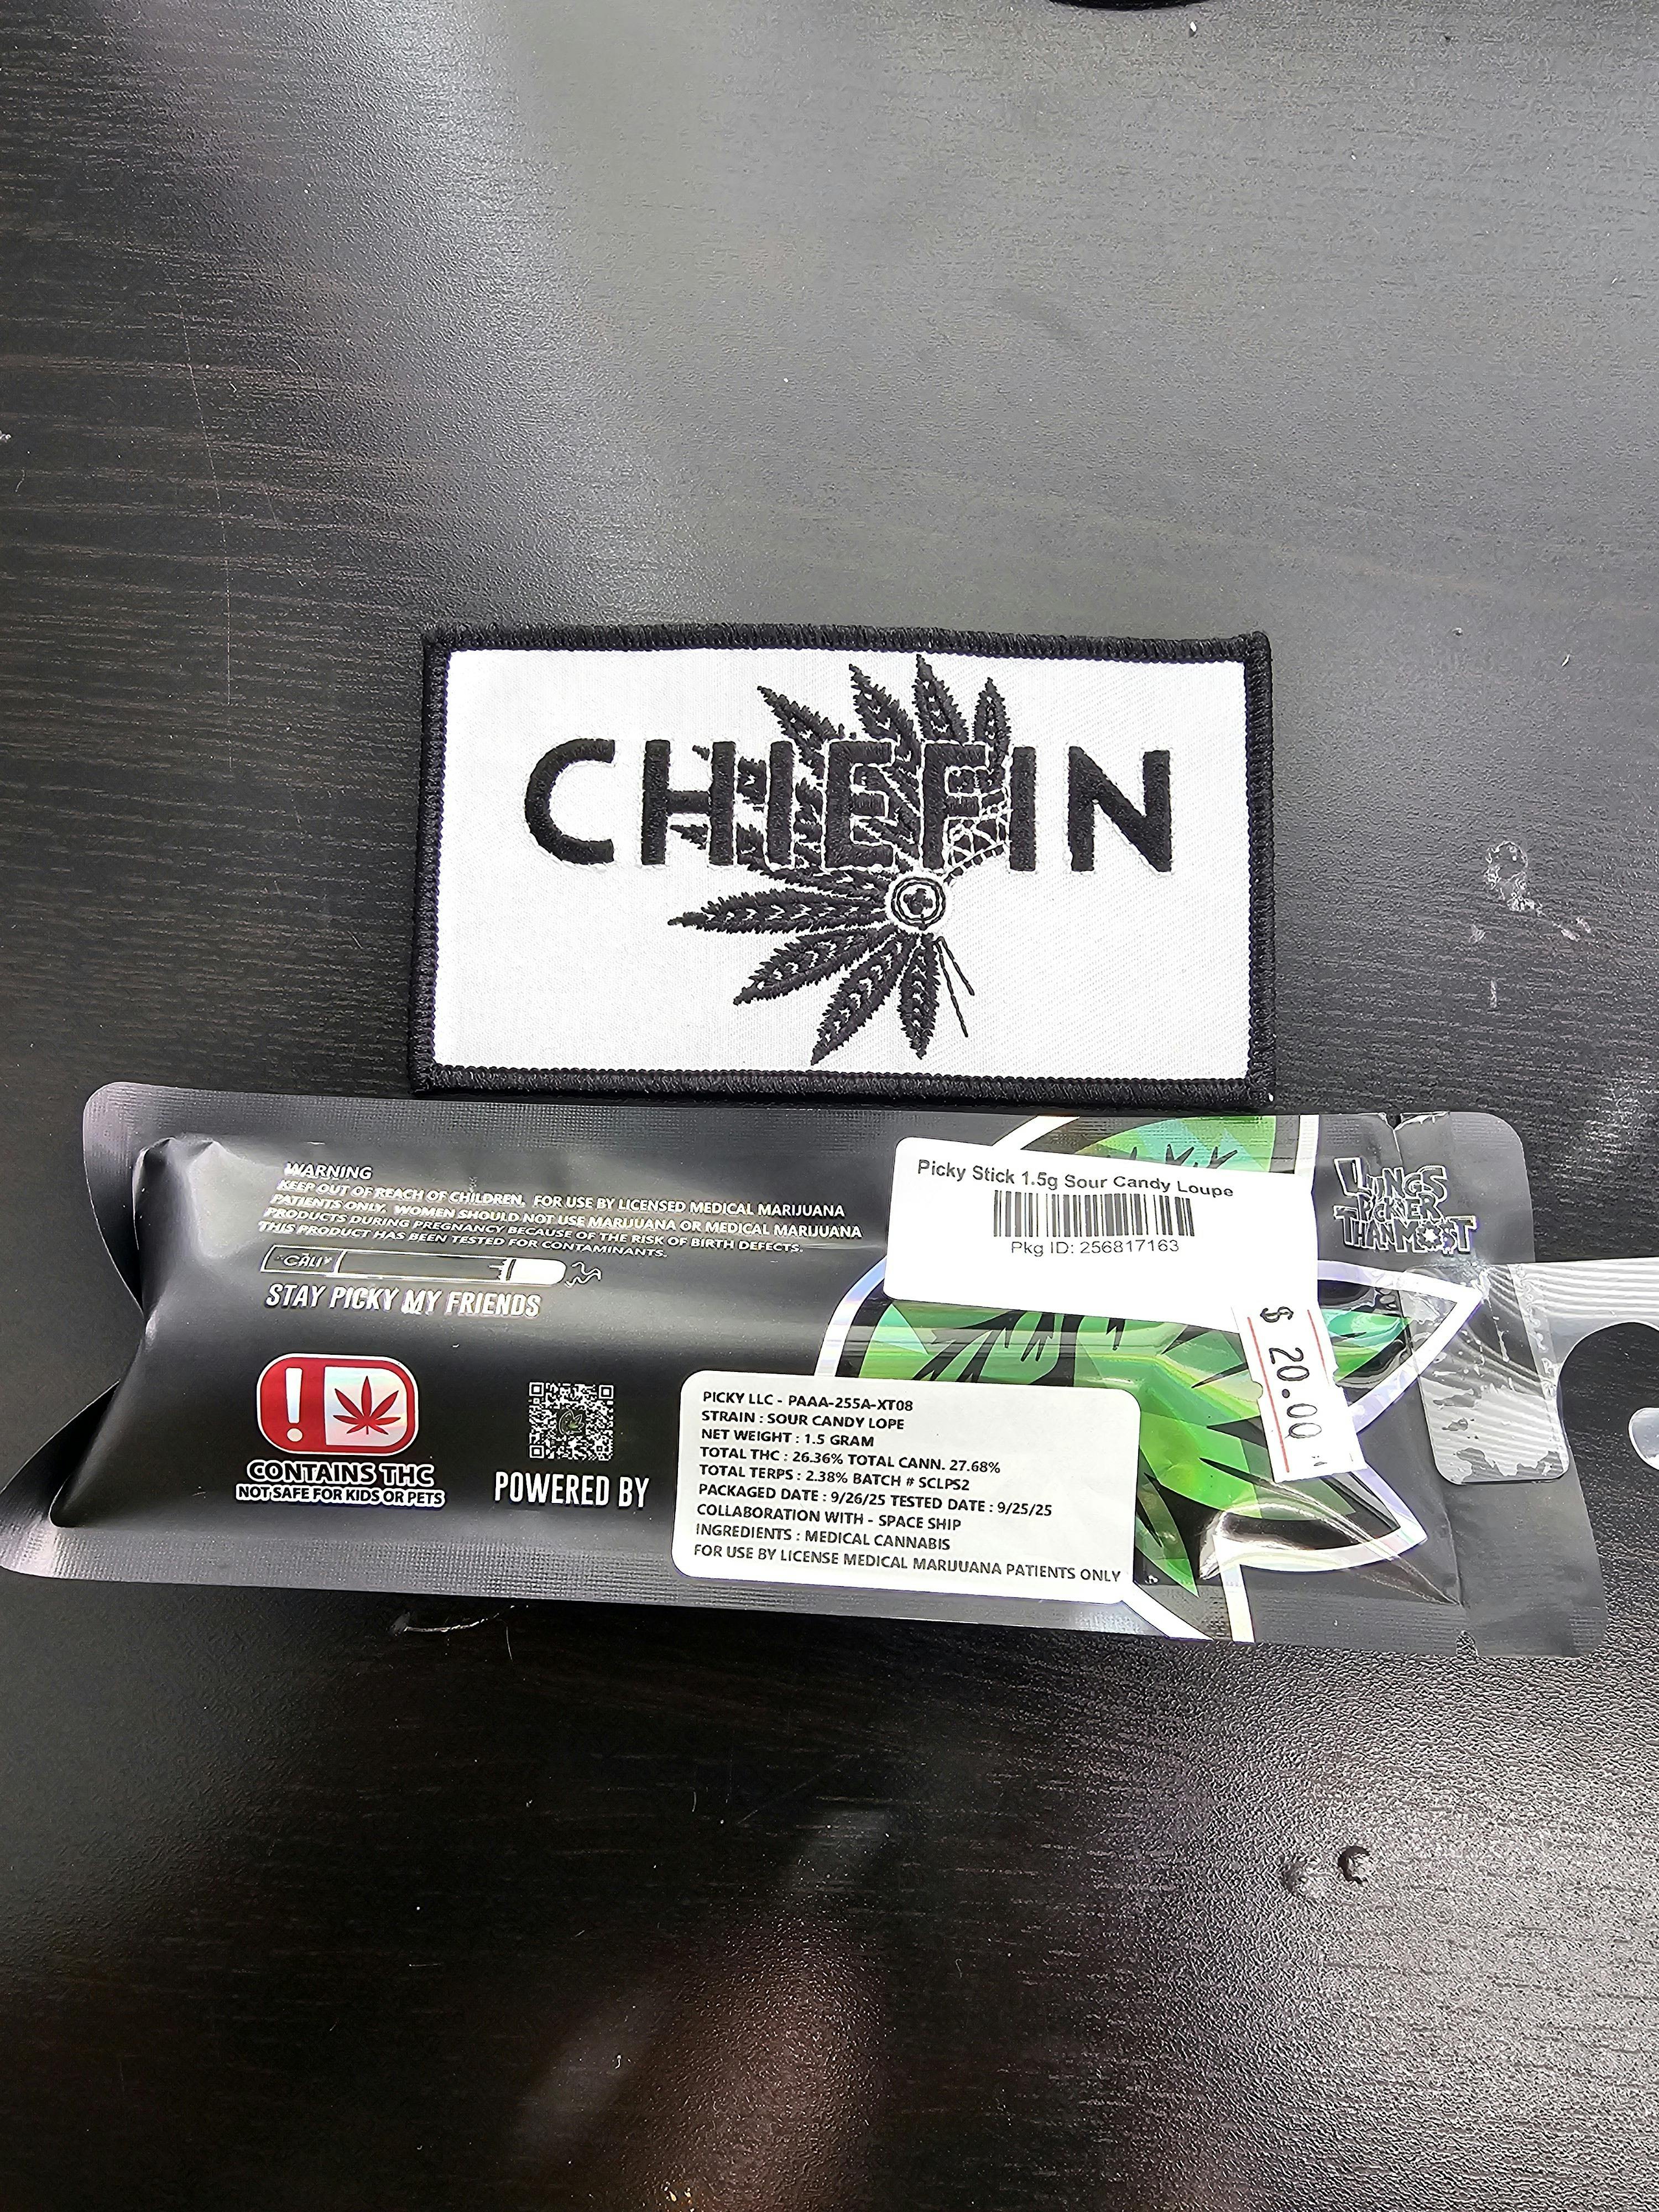 CHIEFIN
WARNING
KEEP OUT OF REACH OF CHILDREN. FOR USE BY LICENSED MEDICAL MARIJUANA
PATIENTS ONLY. WOMEN SHOULD NOT USE MARIJUANA OR MEDICAL MARIJUANA
PRODUCTS DURING PREGNANCY BECAUSE OF THE RISK OF BIRTH DEFECTS.
THIS PRODUCT HAS BEEN TESTED FOR CONTAMINANTS.
CALI
STAY PICKY MY FRIENDS
!
CONTAINS THC
NOT SAFE FOR KIDS OR PETS
POWERED BY
Picky Stick 1.5g Sour Candy Loupe
Pkg ID: 256817163
LUNGS
PICKIER
THAN MOST
$ 20.00
PICKY LLC - PAAA-255A-XT08
STRAIN : SOUR CANDY LOPE
NET WEIGHT : 1.5 GRAM
TOTAL THC : 26.36% TOTAL CANN. 27.68%
TOTAL TERPS : 2.38% BATCH # SCLPS2
PACKAGED DATE : 9/26/25 TESTED DATE : 9/25/25
COLLABORATION WITH - SPACE SHIP
INGREDIENTS : MEDICAL CANNABIS
FOR USE BY LICENSE MEDICAL MARIJUANA PATIENTS ONLY